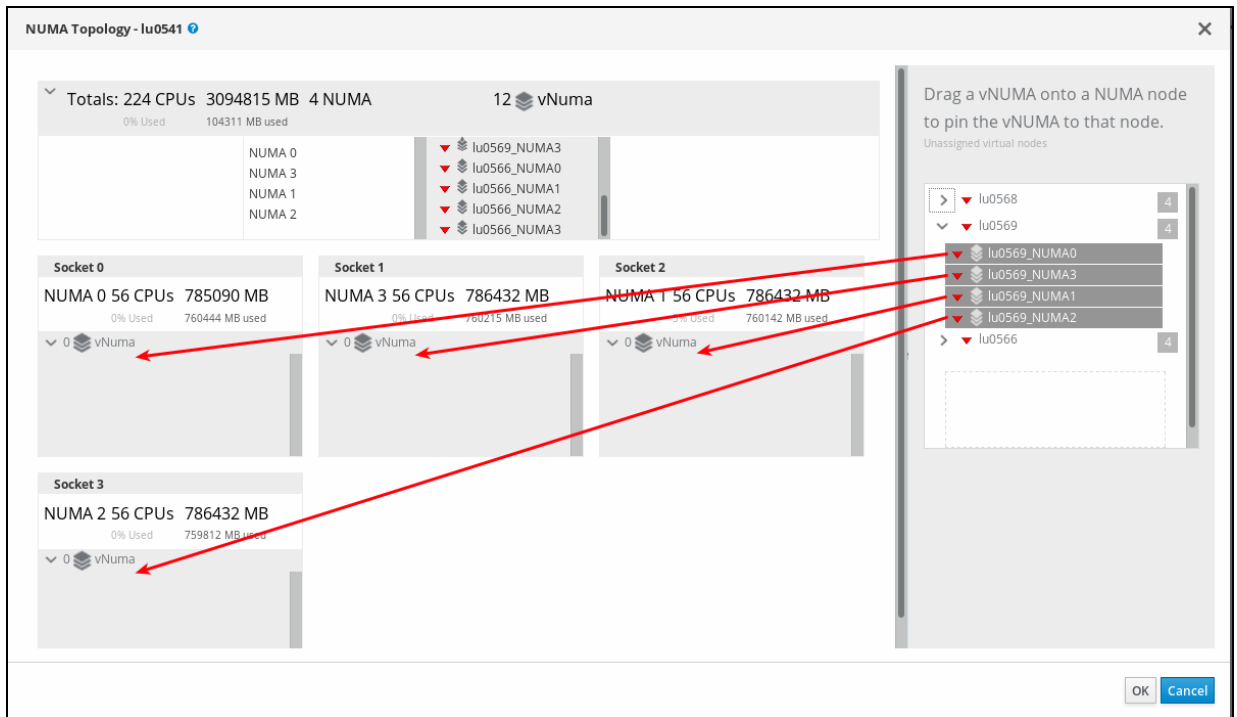 NUMA Topology - lu0541
Totals: 224 CPUs 3094815 MB 4 NUMA 12 vNuma
0% Used 104311 MB used
NUMA 0
NUMA 3
NUMA 1
NUMA 2
lu0569_NUMA3
lu0566_NUMA0
lu0566_NUMA1
lu0566_NUMA2
lu0566_NUMA3
Socket 0
NUMA 0 56 CPUs 785090 MB
0% Used 760444 MB used
0 vNuma
Socket 1
NUMA 3 56 CPUs 786432 MB
0% Used 760215 MB used
0 vNuma
Socket 2
NUMA 1 56 CPUs 786432 MB
Used 760142 MB used
0 vNuma
Socket 3
NUMA 2 56 CPUs 786432 MB
0% Used 759812 MB used
0 vNuma
Drag a vNUMA onto a NUMA node
to pin the vNUMA to that node.
Unassigned virtual nodes
lu0568 4
lu0569 4
lu0569_NUMA0
lu0569_NUMA3
lu0569_NUMA1
lu0569_NUMA2
lu0566 4
OK Cancel